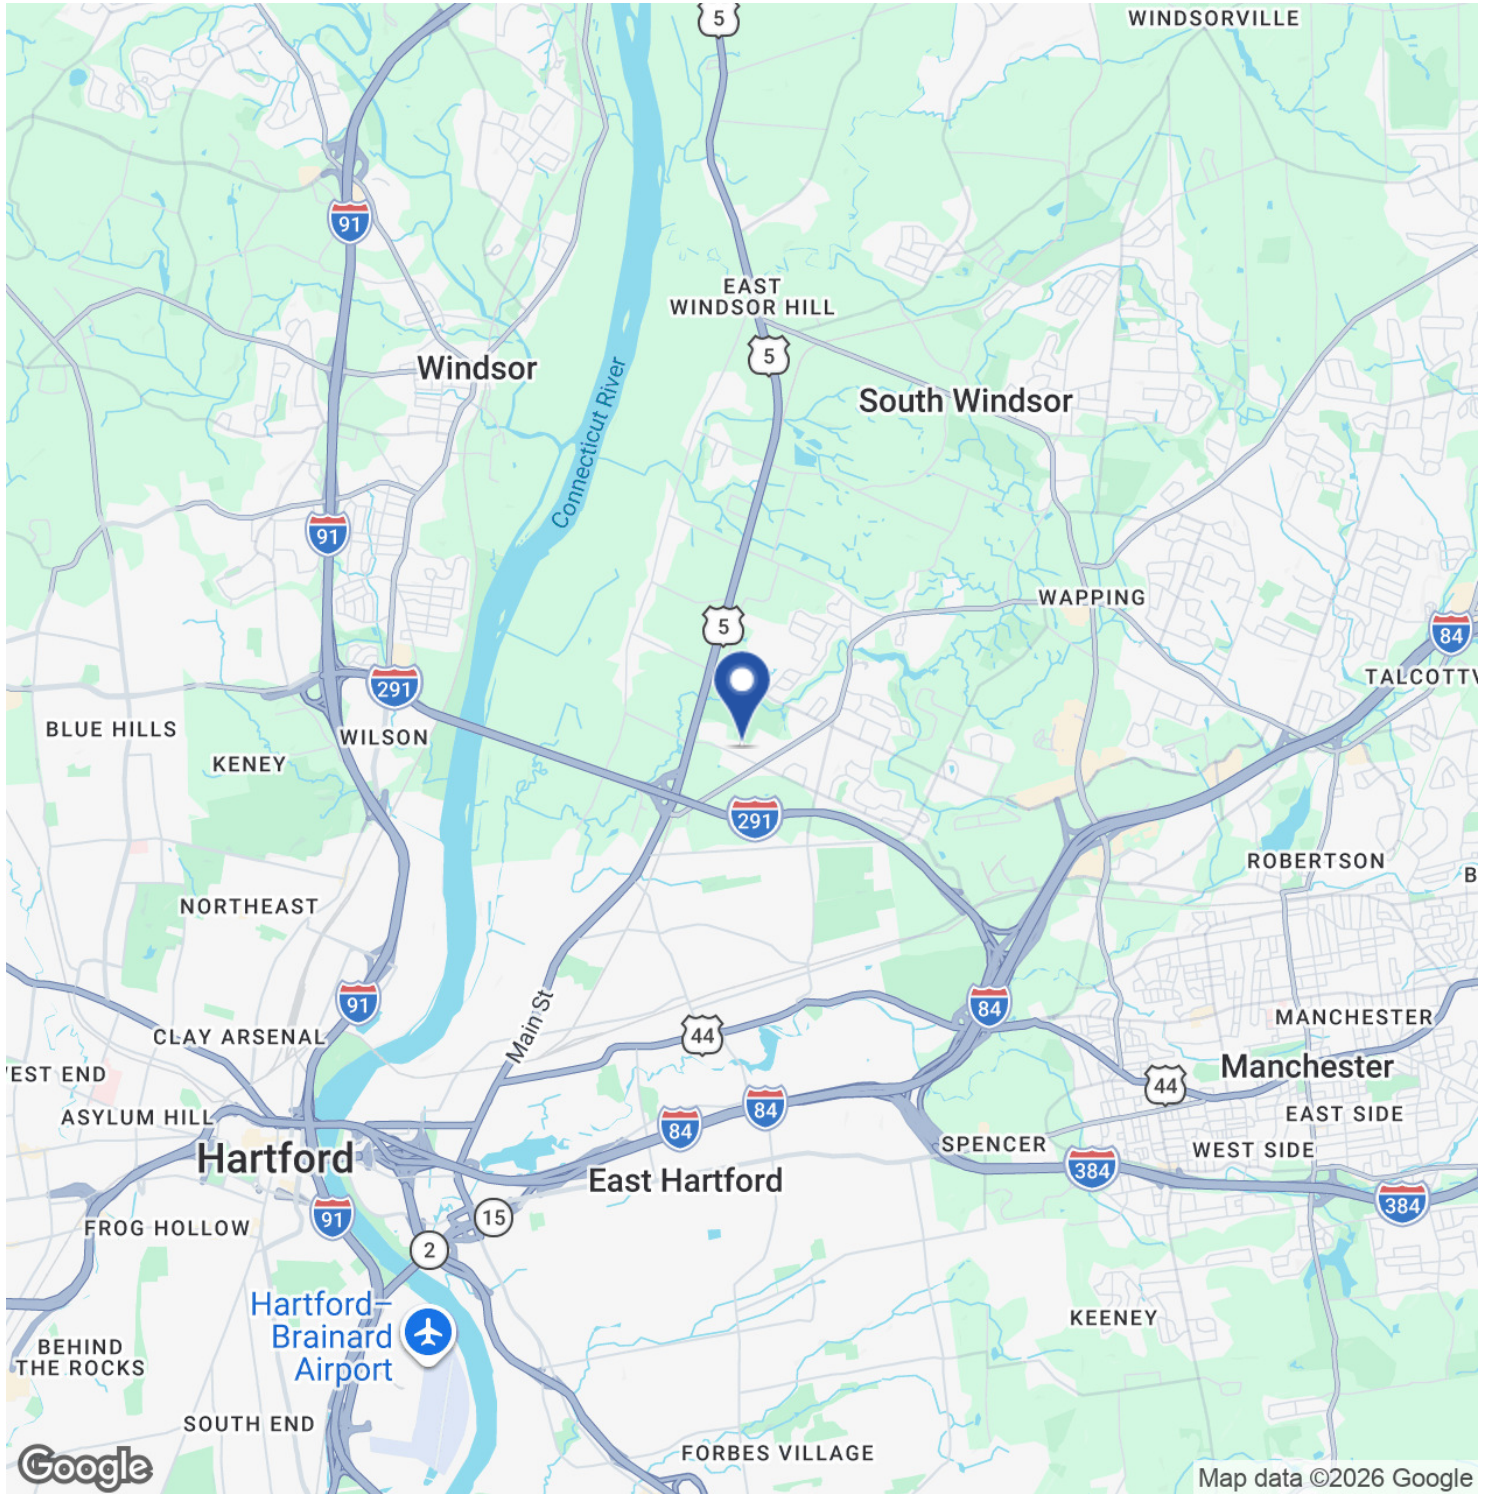 5
WINDSORVILLE
91
EAST
WINDSOR HILL
5
Windsor
South Windsor
Connecticut River
91
WAPPING
5
84
TALCOTTV
291
BLUE HILLS
WILSON
KENEY
291
ROBERTSON
B
NORTHEAST
91
84
MANCHESTER
CLAY ARSENAL
Main St
44
Manchester
EST END
44
ASYLUM HILL
84
84
EAST SIDE
SPENCER
WEST SIDE
Hartford
384
East Hartford
384
91
15
FROG HOLLOW
2
Hartford–
Brainard
Airport
KEENEY
BEHIND
THE ROCKS
SOUTH END
FORBES VILLAGE
Google
Map data ©2026 Google